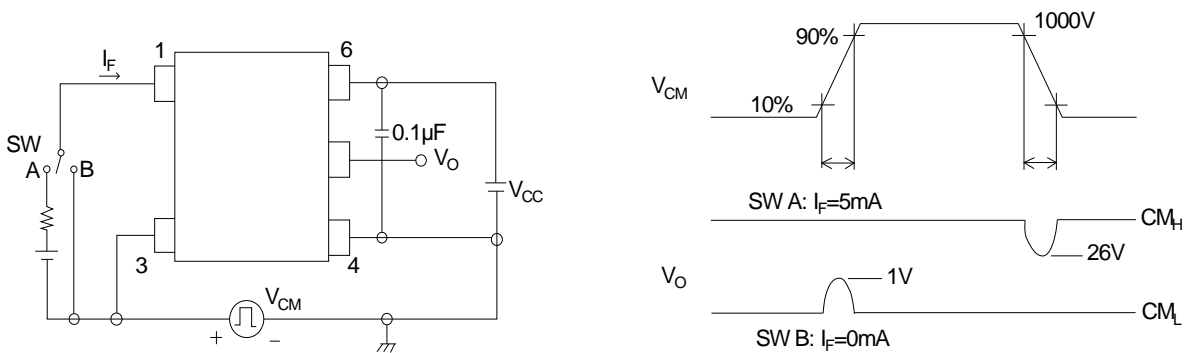 1
6
I_F
SW
A
B
0.1µF
V_O
V_CC
3
4
V_CM
+
−
90%
1000V
V_CM
10%
SW A: I_F=5mA
CM_H
26V
V_O
1V
CM_L
SW B: I_F=0mA